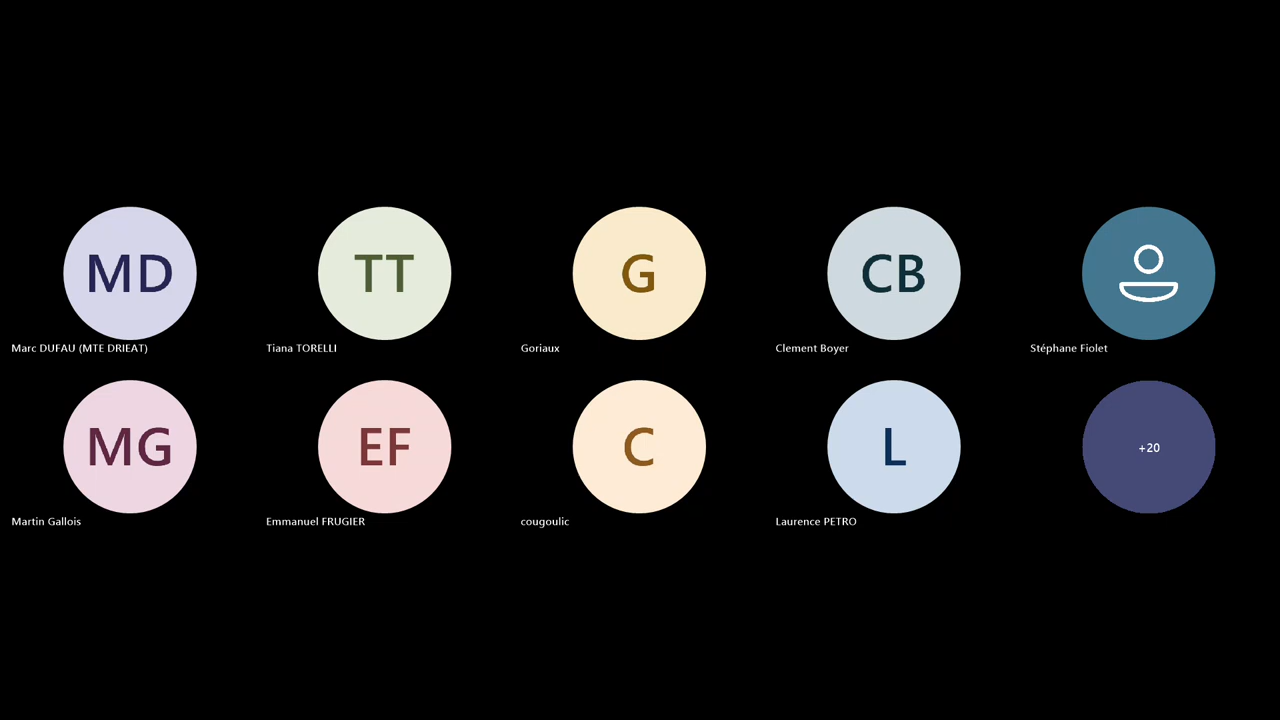 MD
TT
G
CB
Marc DUFAU (MTE DRIEAT)
Tiana TORELLI
Goriaux
Clement Boyer
Stéphane Fiolet
MG
EF
C
L
+20
Martin Gallois
Emmanuel FRUGIER
cougoulic
Laurence PETRO